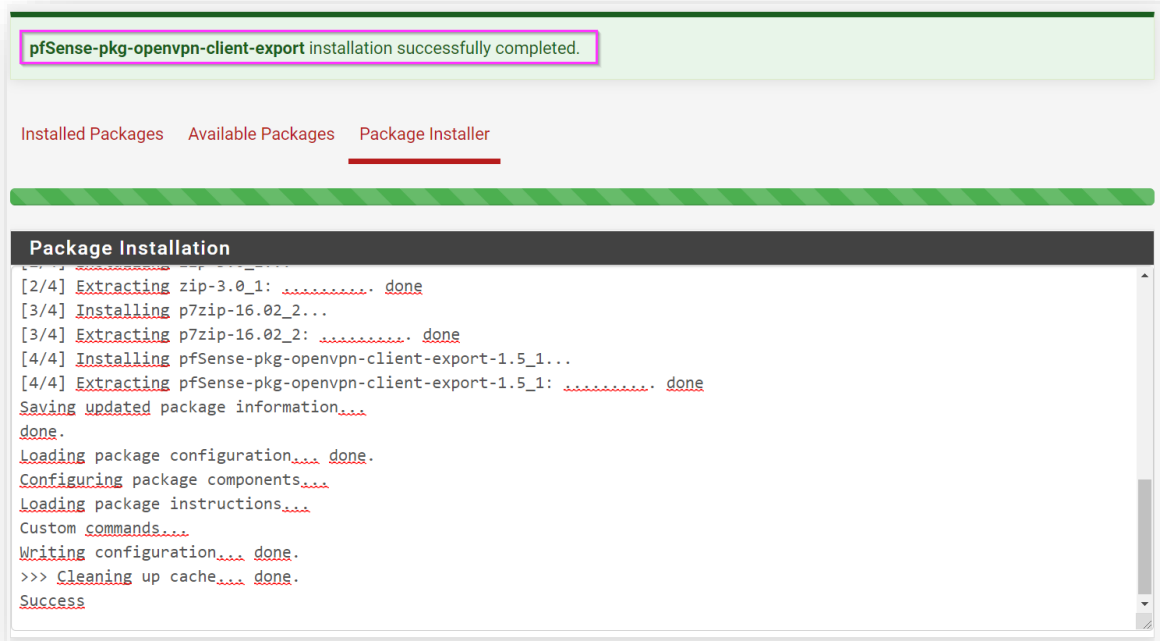 pfSense-pkg-openvpn-client-export installation successfully completed.
Installed Packages Available Packages Package Installer
Package Installation
[2/4] Extracting zip-3.0_1: .......... done
[3/4] Installing p7zip-16.02_2...
[3/4] Extracting p7zip-16.02_2: .......... done
[4/4] Installing pfSense-pkg-openvpn-client-export-1.5_1...
[4/4] Extracting pfSense-pkg-openvpn-client-export-1.5_1: .......... done
Saving updated package information...
done.
Loading package configuration... done.
Configuring package components...
Loading package instructions...
Custom commands...
Writing configuration... done.
>>> Cleaning up cache... done.
Success